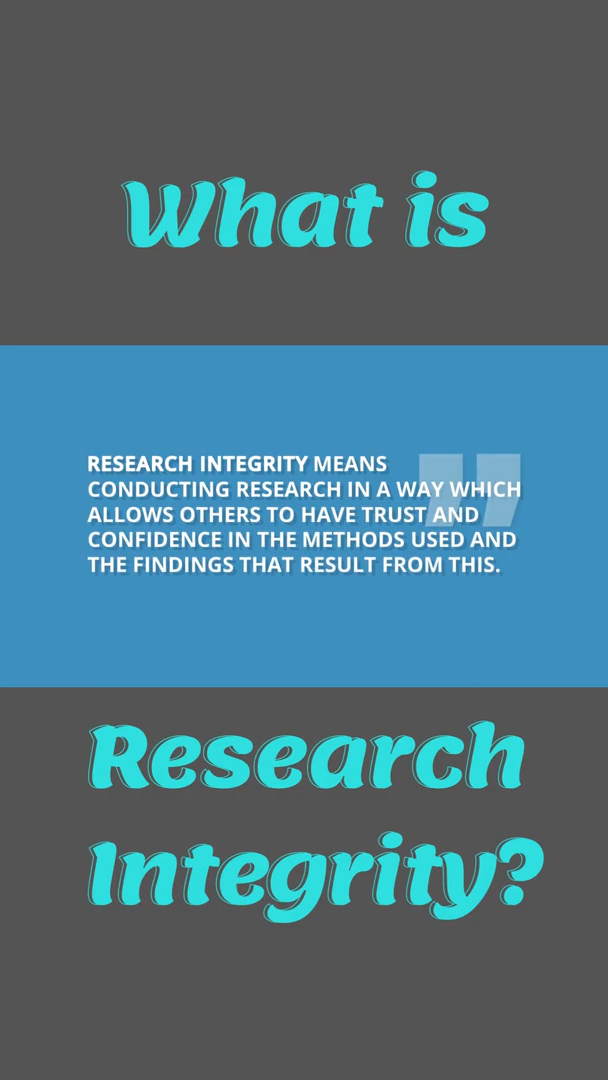 What is
RESEARCH INTEGRITY MEANS
CONDUCTING RESEARCH IN A WAY WHICH
ALLOWS OTHERS TO HAVE TRUST AND
CONFIDENCE IN THE METHODS USED AND
THE FINDINGS THAT RESULT FROM THIS.
Research
Integrity?